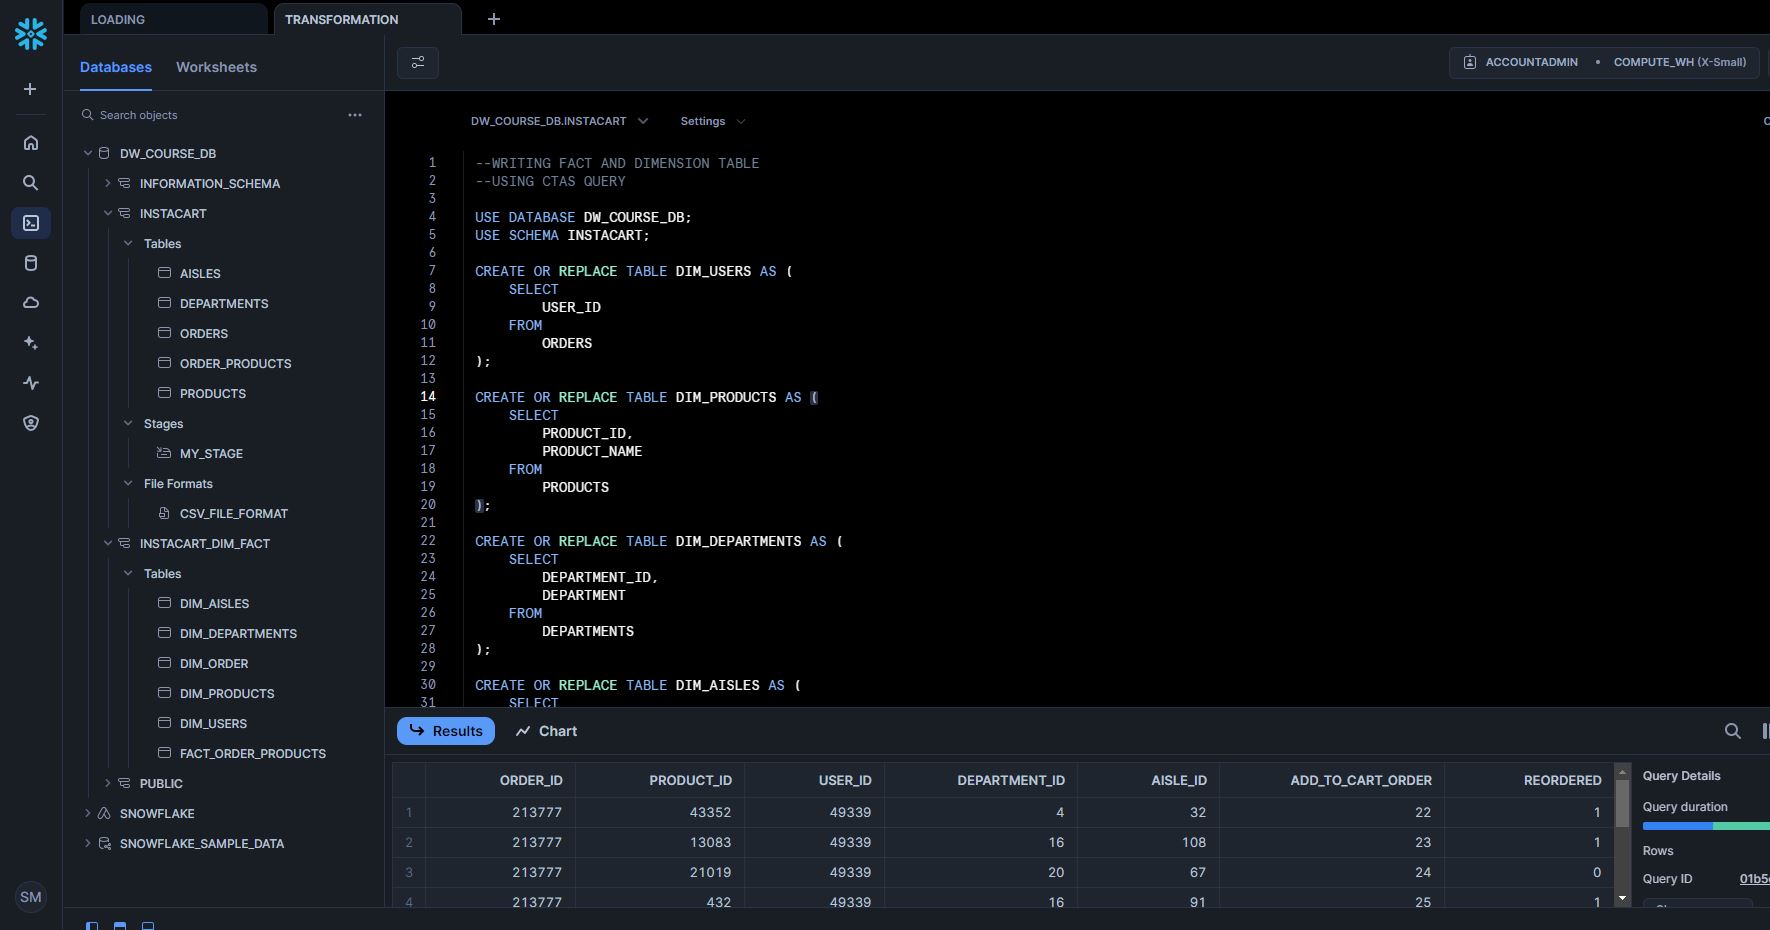 LOADING
TRANSFORMATION
Databases
Worksheets
ACCOUNTADMIN • COMPUTE_WH (X-Small)
Search objects
DW_COURSE_DB
INFORMATION_SCHEMA
INSTACART
Tables
AISLES
DEPARTMENTS
ORDERS
ORDER_PRODUCTS
PRODUCTS
Stages
MY_STAGE
File Formats
CSV_FILE_FORMAT
INSTACART_DIM_FACT
Tables
DIM_AISLES
DIM_DEPARTMENTS
DIM_ORDER
DIM_PRODUCTS
DIM_USERS
FACT_ORDER_PRODUCTS
PUBLIC
SNOWFLAKE
SNOWFLAKE_SAMPLE_DATA
SM
DW_COURSE_DB.INSTACART
Settings
1 --WRITING FACT AND DIMENSION TABLE
2 --USING CTAS QUERY
3
4 USE DATABASE DW_COURSE_DB;
5 USE SCHEMA INSTACART;
6
7 CREATE OR REPLACE TABLE DIM_USERS AS (
8 SELECT
9 USER_ID
10 FROM
11 ORDERS
12 );
13
14 CREATE OR REPLACE TABLE DIM_PRODUCTS AS (
15 SELECT
16 PRODUCT_ID,
17 PRODUCT_NAME
18 FROM
19 PRODUCTS
20 );
21
22 CREATE OR REPLACE TABLE DIM_DEPARTMENTS AS (
23 SELECT
24 DEPARTMENT_ID,
25 DEPARTMENT
26 FROM
27 DEPARTMENTS
28 );
29
30 CREATE OR REPLACE TABLE DIM_AISLES AS (
31 SELECT
Results
Chart
ORDER_ID PRODUCT_ID USER_ID DEPARTMENT_ID AISLE_ID ADD_TO_CART_ORDER REORDERED
1 213777 43352 49339 4 32 22 1
2 213777 13083 49339 16 108 23 1
3 213777 21019 49339 20 67 24 0
4 213777 432 49339 16 91 25 1
Query Details
Query duration
Rows
Query ID